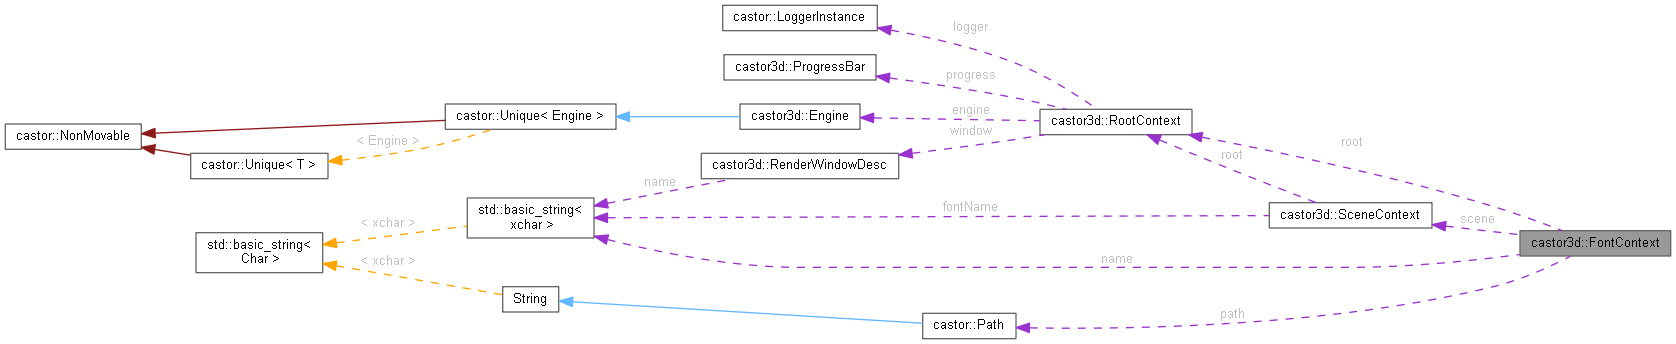 castor::LoggerInstance
logger
castor3d::ProgressBar
progress
castor::Unique< Engine >
castor3d::Engine
engine
castor3d::RootContext
castor::NonMovable
< Engine >
window
root
castor::Unique< T >
castor3d::RenderWindowDesc
root
name
std::basic_string<
xchar >
fontName
castor3d::SceneContext
scene
< xchar >
std::basic_string<
Char >
castor3d::FontContext
< xchar >
name
String
path
castor::Path